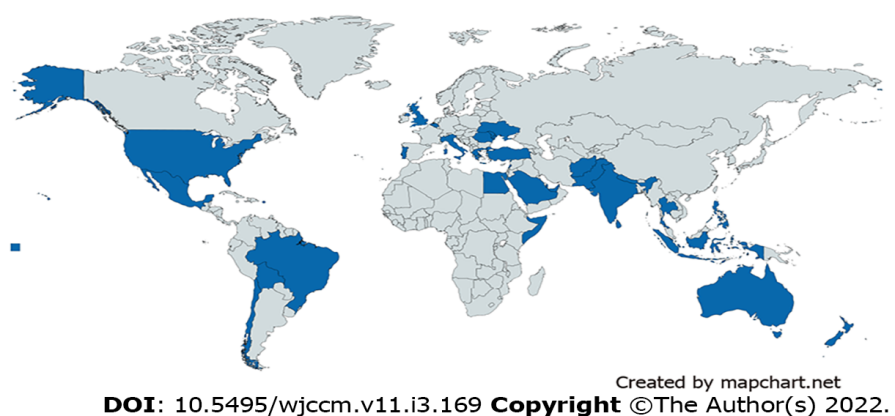 Created by mapchart.net
DOI: 10.5495/wjccm.v11.i3.169 Copyright ©The Author(s) 2022.